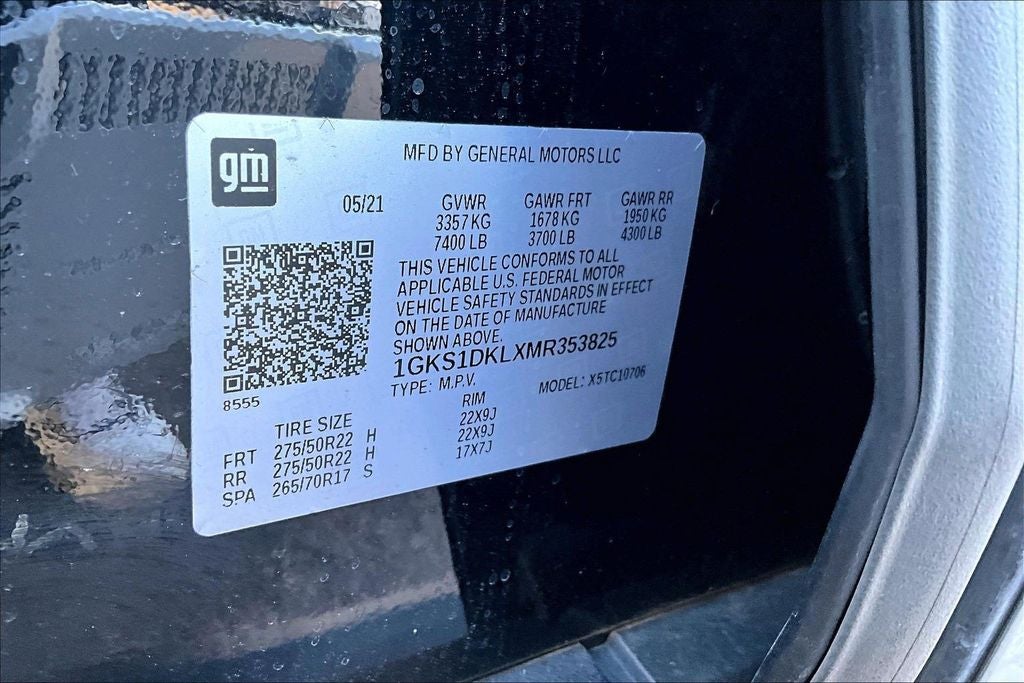 gm
MFD BY GENERAL MOTORS LLC
05/21 GVWR GAWR FRT GAWR RR
3357 KG 1678 KG 1950 KG
7400 LB 3700 LB 4300 LB
THIS VEHICLE CONFORMS TO ALL
APPLICABLE U.S. FEDERAL MOTOR
VEHICLE SAFETY STANDARDS IN EFFECT
ON THE DATE OF MANUFACTURE
SHOWN ABOVE.
1GKS1DKLXMR353825
TYPE: M.P.V. MODEL: X5TC10706
8555
TIRE SIZE RIM
FRT 275/50R22 H 22X9J
RR 275/50R22 H 22X9J
SPA 265/70R17 S 17X7J